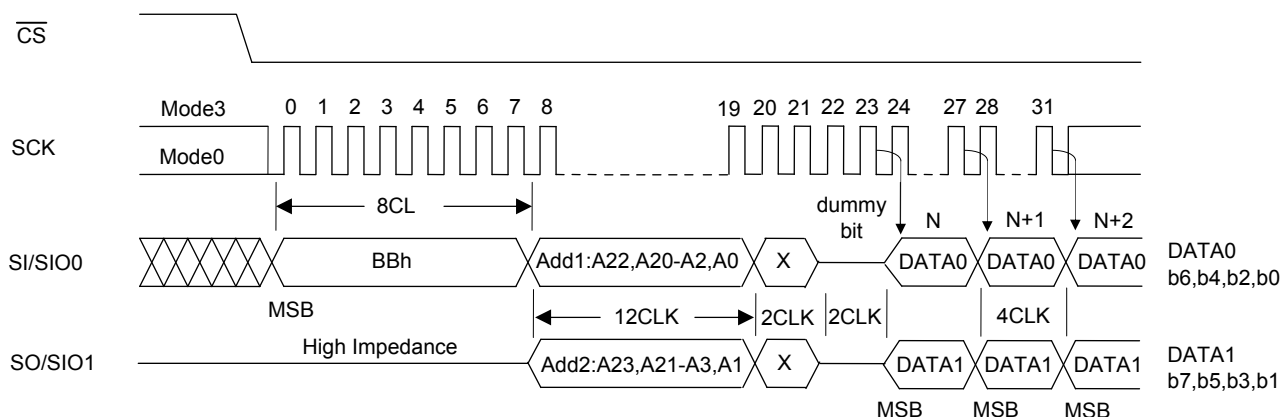 CS
Mode3
0 1 2 3 4 5 6 7 8 19 20 21 22 23 24 27 28 31
SCK
Mode0
8CL
dummy
bit
N N+1 N+2
SI/SIO0
BBh
Add1:A22,A20-A2,A0
X
DATA0 DATA0 DATA0
DATA0
b6,b4,b2,b0
MSB
12CLK 2CLK 2CLK 4CLK
High Impedance
SO/SIO1
Add2:A23,A21-A3,A1
X
DATA1 DATA1 DATA1
DATA1
b7,b5,b3,b1
MSB MSB MSB